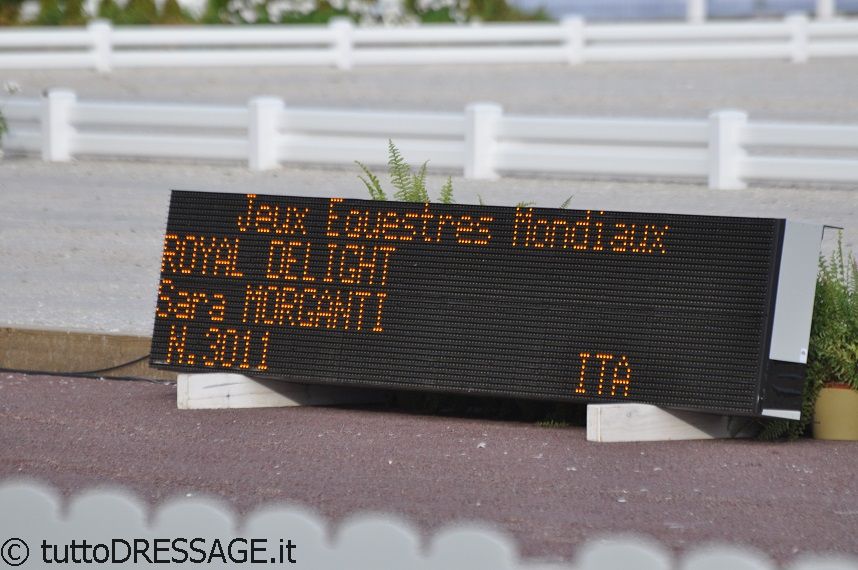 Jeux Equestres Mondiaux
ROYAL DELIGHT
Sara MORGANTI
N.3011 ITA
© tuttoDRESSAGE.it